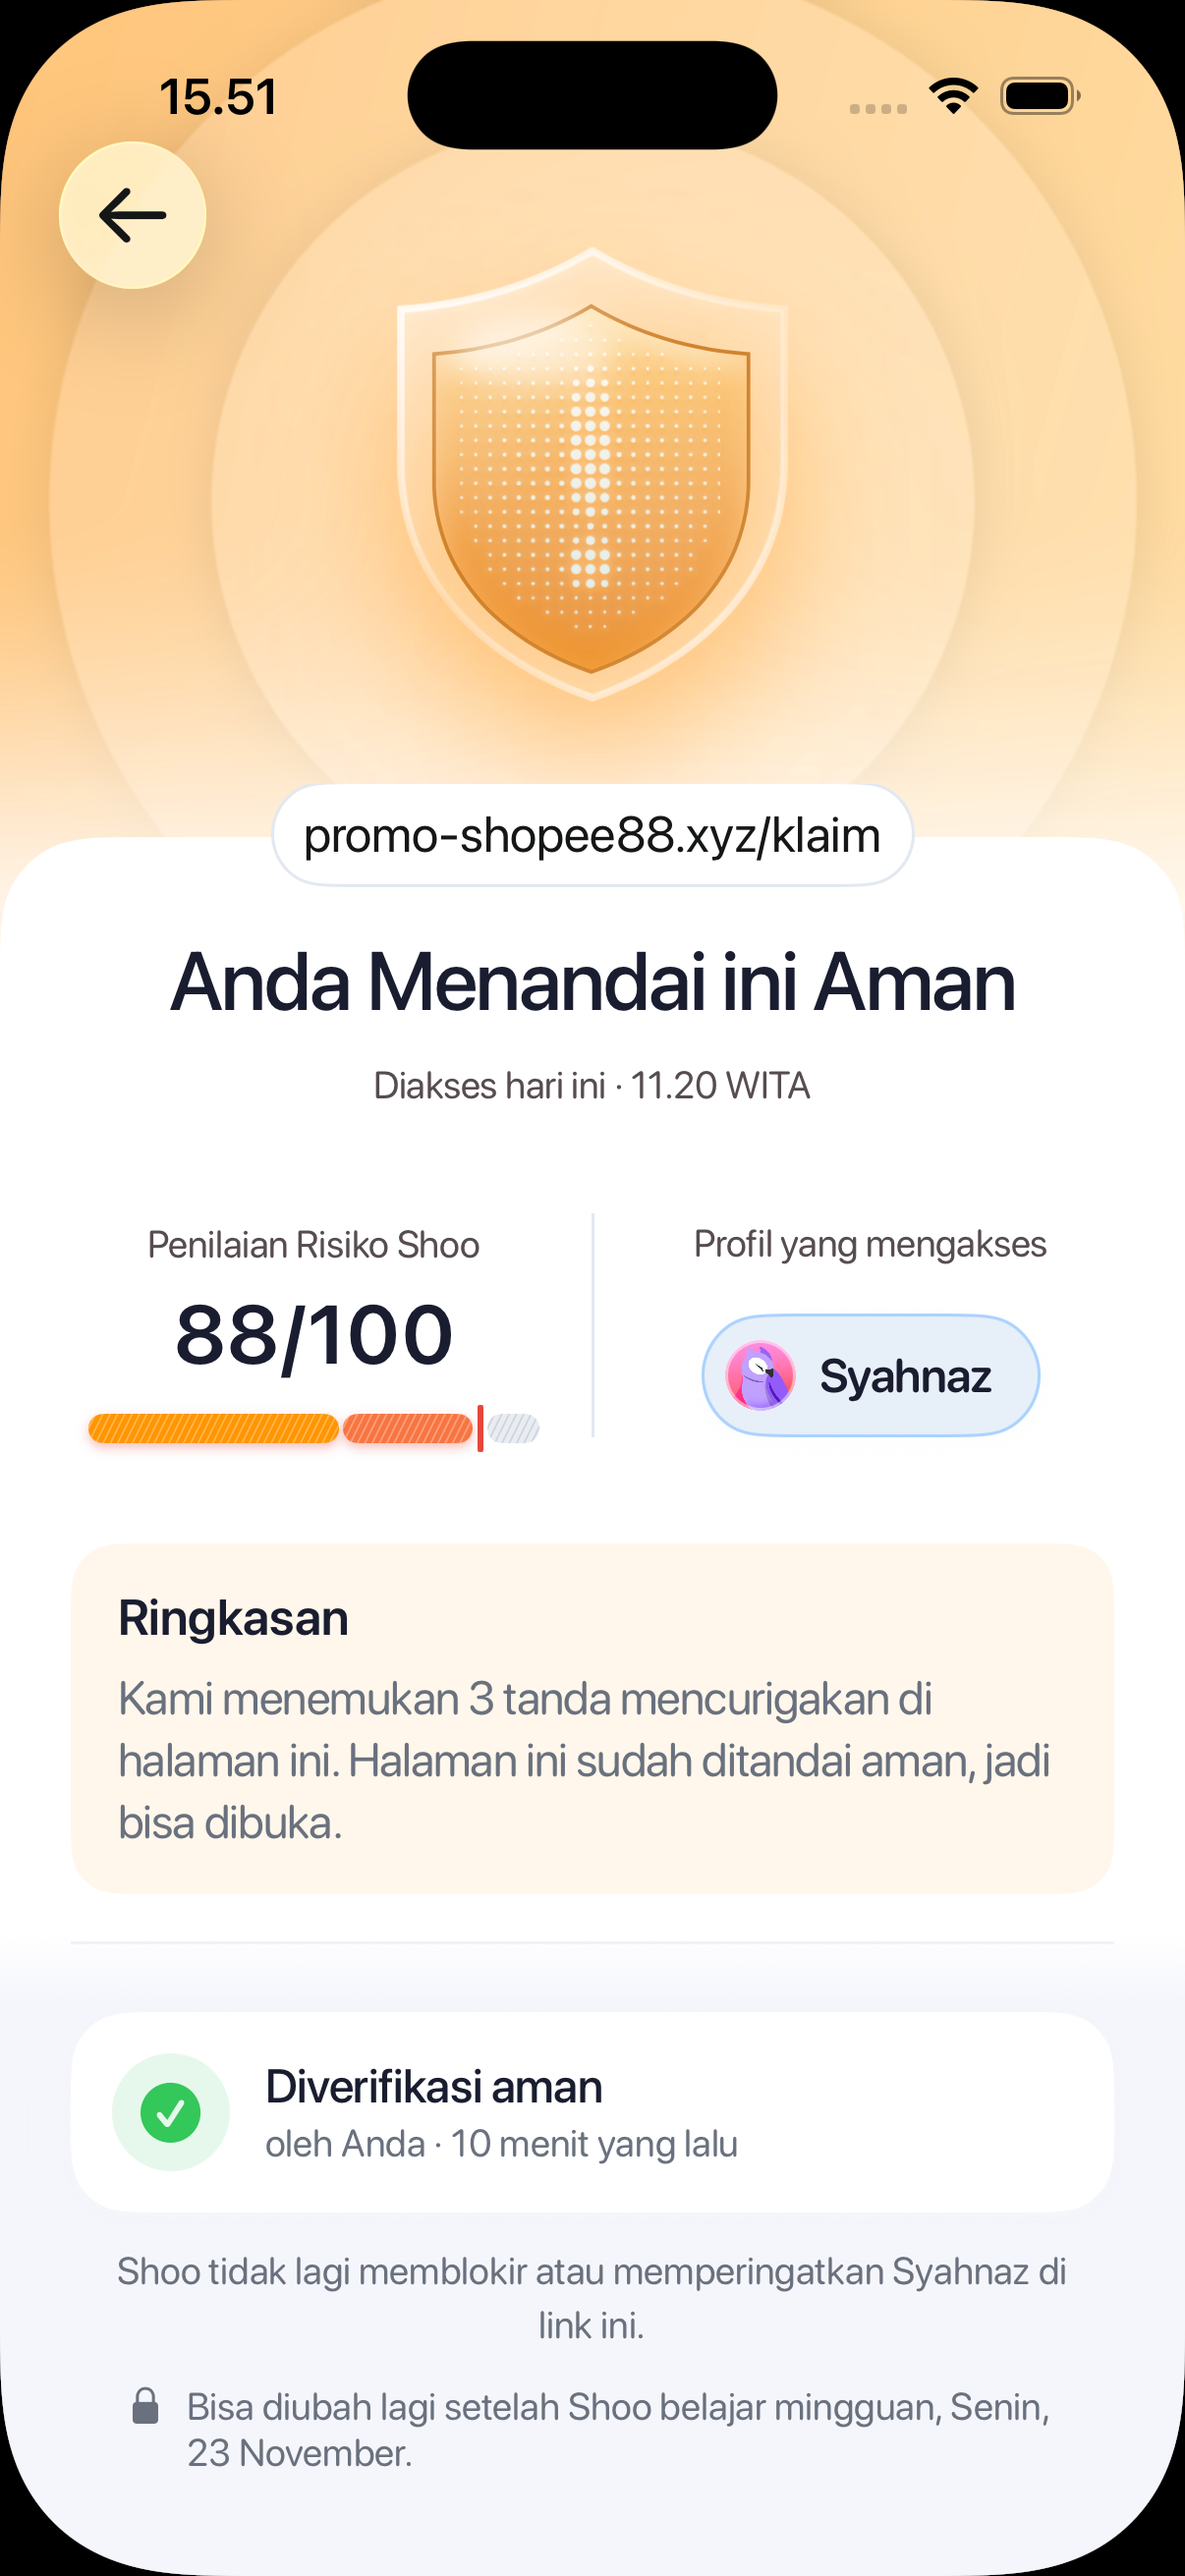 15.51
promo-shopee88.xyz/klaim
Anda Menandai ini Aman
Diakses hari ini · 11.20 WITA
Penilaian Risiko Shoo
88/100
Profil yang mengakses
Syahnaz
Ringkasan
Kami menemukan 3 tanda mencurigakan di
halaman ini. Halaman ini sudah ditandai aman, jadi
bisa dibuka.
Diverifikasi aman
oleh Anda · 10 menit yang lalu
Shoo tidak lagi memblokir atau memperingatkan Syahnaz di
link ini.
Bisa diubah lagi setelah Shoo belajar mingguan, Senin,
23 November.